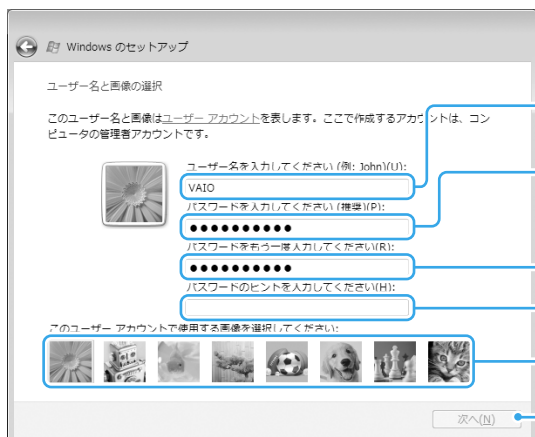 Windows のセットアップ
ユーザー名と画像の選択
このユーザー名と画像はユーザー アカウントを表します。ここで作成するアカウントは、コン
ピュータの管理者アカウントです。
ユーザー名を入力してください (例: John)(U):
VAIO
パスワードを入力してください (推奨)(P):
●●●●●●●●●●
パスワードをもう一度入力してください(R):
●●●●●●●●●●
パスワードのヒントを入力してください(H):
このユーザー アカウントで使用する画像を選択してください:
次へ(N)